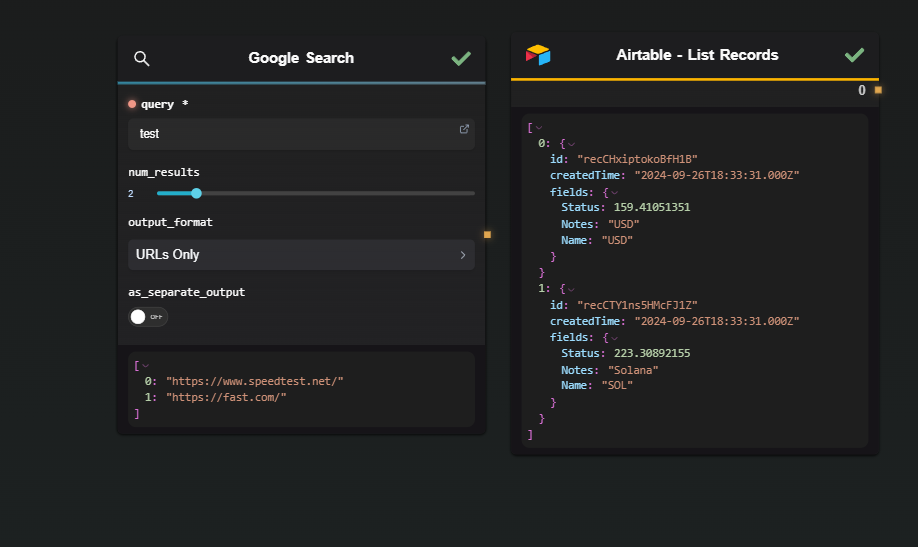 Google Search
query *
test
num_results
2
output_format
URLs Only
as_separate_output
OFF
[
0: "https://www.speedtest.net/"
1: "https://fast.com/"
]
Airtable - List Records
0
[
0: {
id: "recCHxiptokoBfH1B"
createdTime: "2024-09-26T18:33:31.000Z"
fields: {
Status: 159.41051351
Notes: "USD"
Name: "USD"
}
}
1: {
id: "recCTY1ns5HMcFJ1Z"
createdTime: "2024-09-26T18:33:31.000Z"
fields: {
Status: 223.30892155
Notes: "Solana"
Name: "SOL"
}
}
]